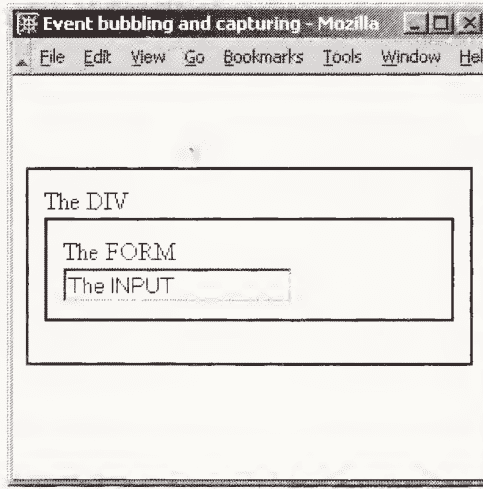 Event bubbling and capturing - Mozilla
File Edit View Go Bookmarks Tools Window Hel
The DIV
The FORM
The INPUT